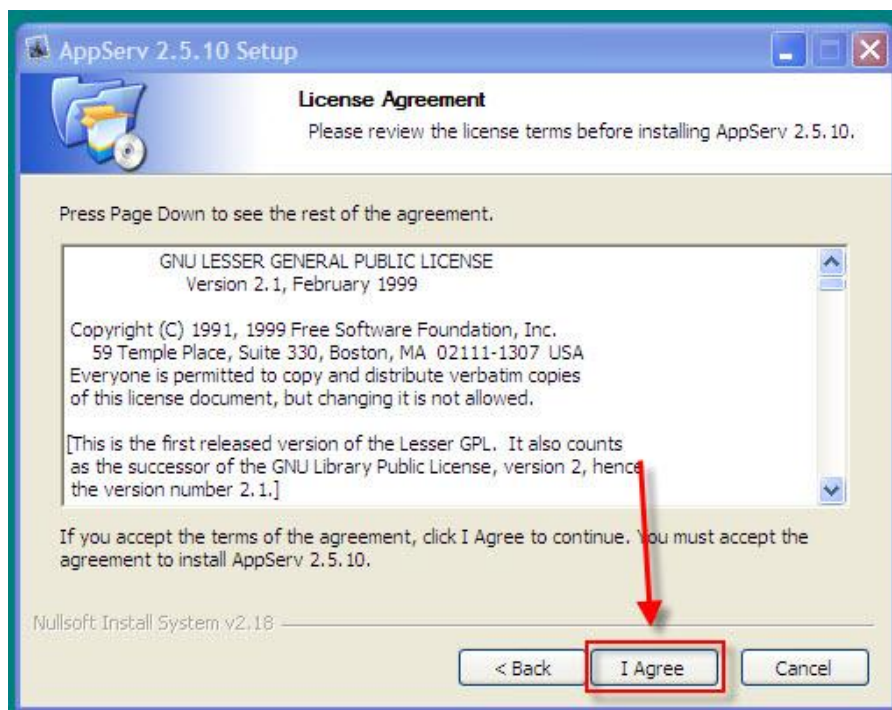 AppServ 2.5.10 Setup
License Agreement
Please review the license terms before installing AppServ 2.5.10.
Press Page Down to see the rest of the agreement.
GNU LESSER GENERAL PUBLIC LICENSE
Version 2.1, February 1999
Copyright (C) 1991, 1999 Free Software Foundation, Inc.
59 Temple Place, Suite 330, Boston, MA 02111-1307 USA
Everyone is permitted to copy and distribute verbatim copies
of this license document, but changing it is not allowed.
[This is the first released version of the Lesser GPL. It also counts
as the successor of the GNU Library Public License, version 2, hence
the version number 2.1.]
If you accept the terms of the agreement, click I Agree to continue. You must accept the
agreement to install AppServ 2.5.10.
Nullsoft Install System v2.18
< Back
I Agree
Cancel